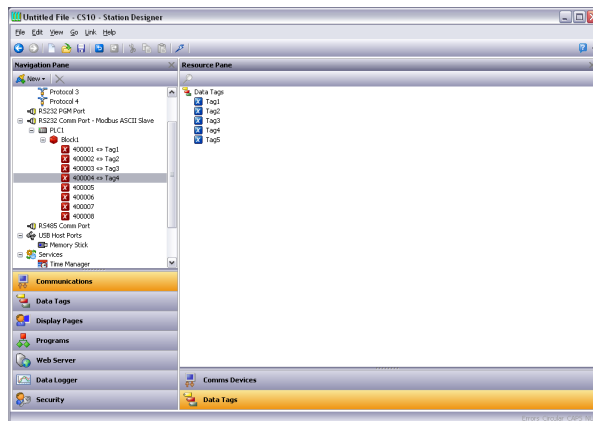 Untitled File - CS10 - Station Designer
File Edit View Go Link Help
Navigation Pane
New
Protocol 3
Protocol 4
RS232 PGM Port
RS232 Comm Port - Modbus ASCII Slave
PLC1
Block1
400001 <=> Tag1
400002 <=> Tag2
400003 <=> Tag3
400004 <=> Tag4
400005
400006
400007
400008
RS485 Comm Port
USB Host Ports
Memory Stick
Services
Time Manager
Communications
Data Tags
Display Pages
Programs
Web Server
Data Logger
Security
Resource Pane
Data Tags
Tag1
Tag2
Tag3
Tag4
Tag5
Comms Devices
Data Tags
Errors Circular CAPS